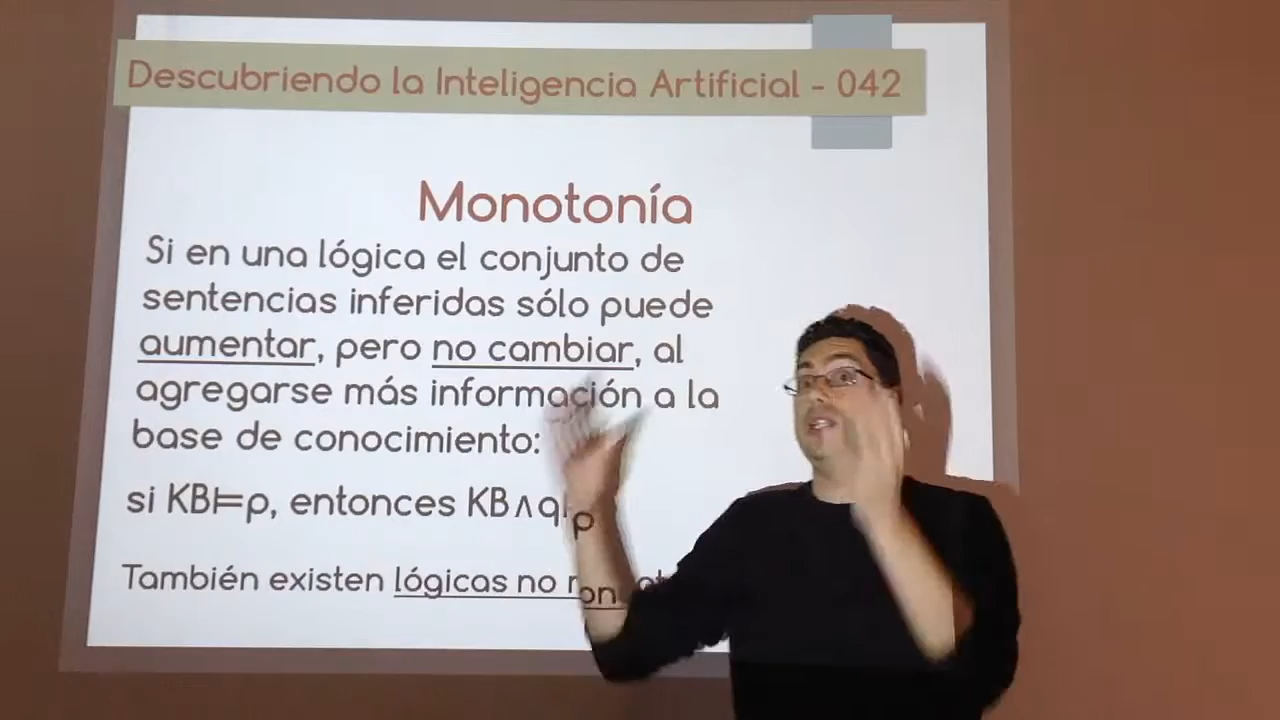 Descubriendo la Inteligencia Artificial - 042
Monotonía
Si en una lógica el conjunto de
sentencias inferidas sólo puede
aumentar, pero no cambiar, al
agregarse más información a la
base de conocimiento:
si KB⊨p, entonces KB∧q p
También existen lógicas no